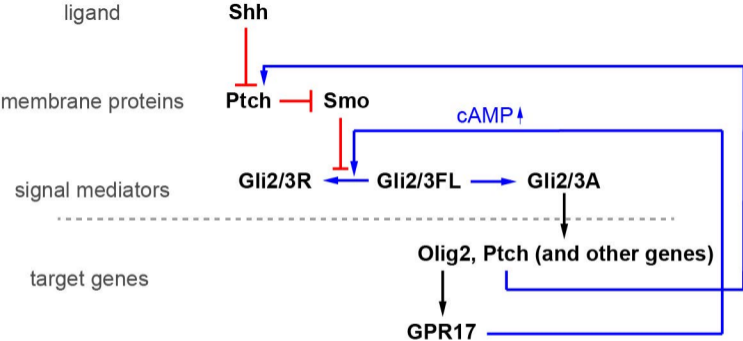 ligand Shh
membrane proteins Ptch Smo
cAMP
signal mediators Gli2/3R Gli2/3FL Gli2/3A
Olig2, Ptch (and other genes)
target genes
GPR17